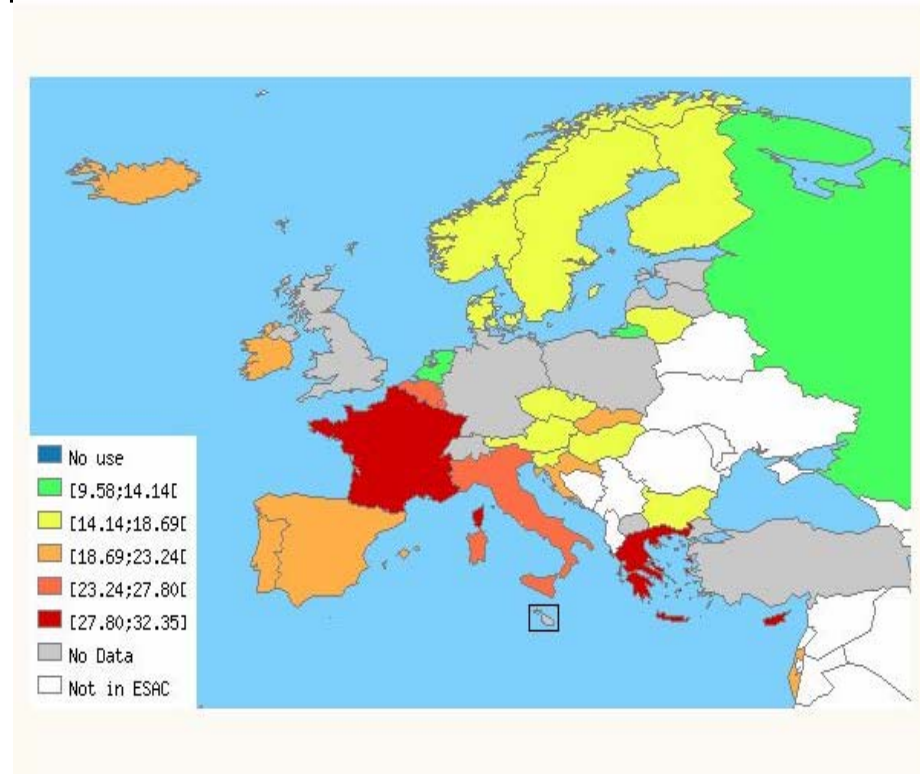 No use
[9.58;14.14[
[14.14;18.69[
[18.69;23.24[
[23.24;27.80[
[27.80;32.35]
No Data
Not in ESAC